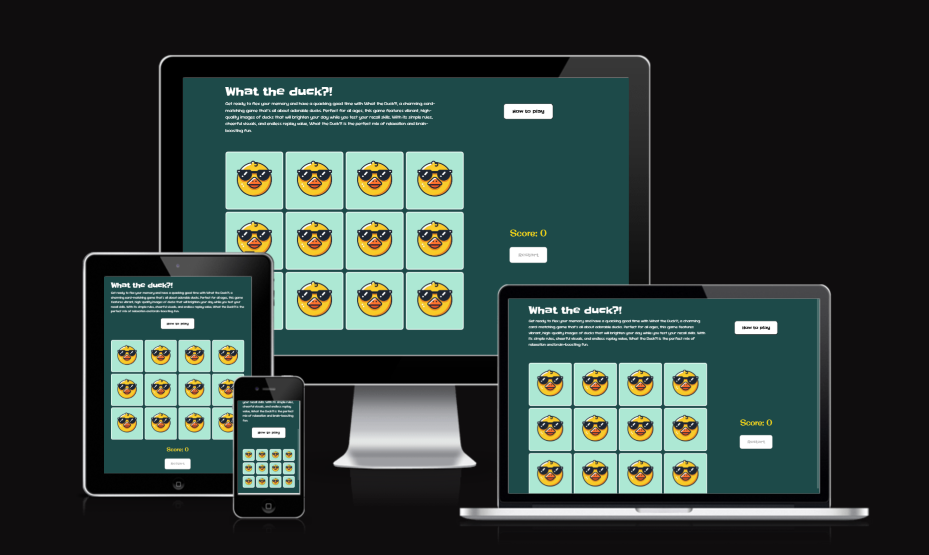 What the duck?!
Get ready to flex your memory and have a quacking good time with What the Duck?!, a charming card-
matching game that's all about adorable ducks. Perfect for all ages, this game features vibrant, high-
quality images of ducks that will brighten your day while you test your recall skills. With its simple rules,
cheerful visuals, and endless replay value, What the Duck?! is the perfect mix of relaxation and brain-
boosting fun.
How to play
Score: 0
Restart
What the duck?!
Get ready to flex your memory and have a quacking good time with What the Duck?!, a
charming card-matching game that's all about adorable ducks. Perfect for all ages, this game
features vibrant, high-quality images of ducks that will brighten your day while you test your
recall skills. With its simple rules, cheerful visuals, and endless replay value, What the Duck?! is the
perfect mix of relaxation and brain-boosting fun.
How to play
Score: 0
Restart
your recall skills. With its simple rules,
cheerful visuals, and endless replay
value, What the Duck?! is the perfect
mix of relaxation and brain-boosting
fun.
How to play
What the duck?!
Get ready to flex your memory and have a quacking good time with What the Duck?!, a charming
card-matching game that's all about adorable ducks. Perfect for all ages, this game features
vibrant, high-quality images of ducks that will brighten your day while you test your recall skills. With
its simple rules, cheerful visuals, and endless replay value, What the Duck?! is the perfect mix of
relaxation and brain-boosting fun.
How to play
Score: 0
Restart